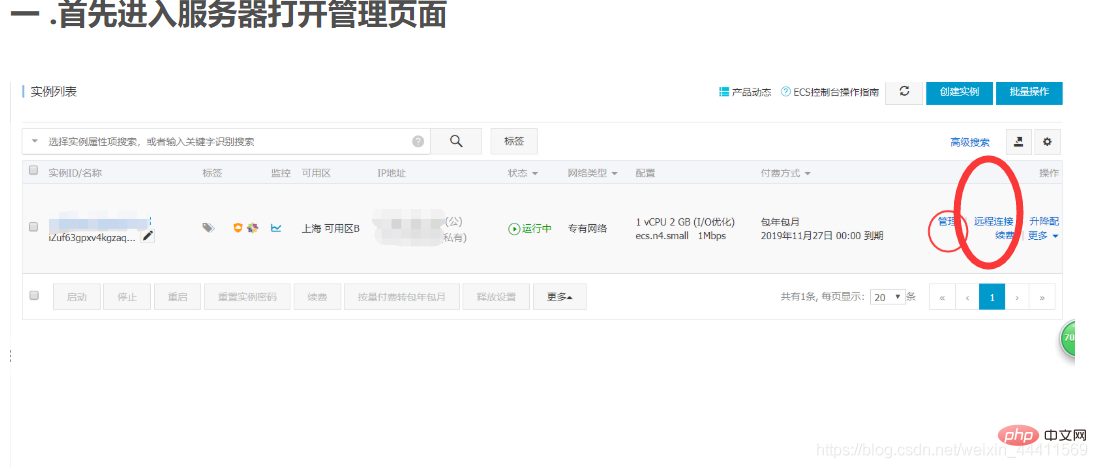 一 .首先进入服务器打开管理页面
实例列表 产品动态 ECS控制台操作指南 创建实例 批量操作
选择实例属性项搜索，或者输入关键字识别搜索 ? 标签 高级搜索
实例ID/名称 标签 监控 可用区 IP地址 状态 网络类型 配置 付费方式 操作
(公) 1 vCPU 2 GB (I/O优化) 包年包月 管理 远程连接 升降配
iZuf63gpxv4kgzaq... 上海 可用区B 私有) 运行中 专有网络 ecs.n4.small 1Mbps 2019年11月27日 00:00 到期 续费 更多
启动 停止 重启 重置实例密码 续费 按量付费转包年包月 释放设置 更多 共有1条, 每页显示: 20 条 « ‹ 1 › »
70
php 中文网
https://blog.csdn.net/weixin_44411569